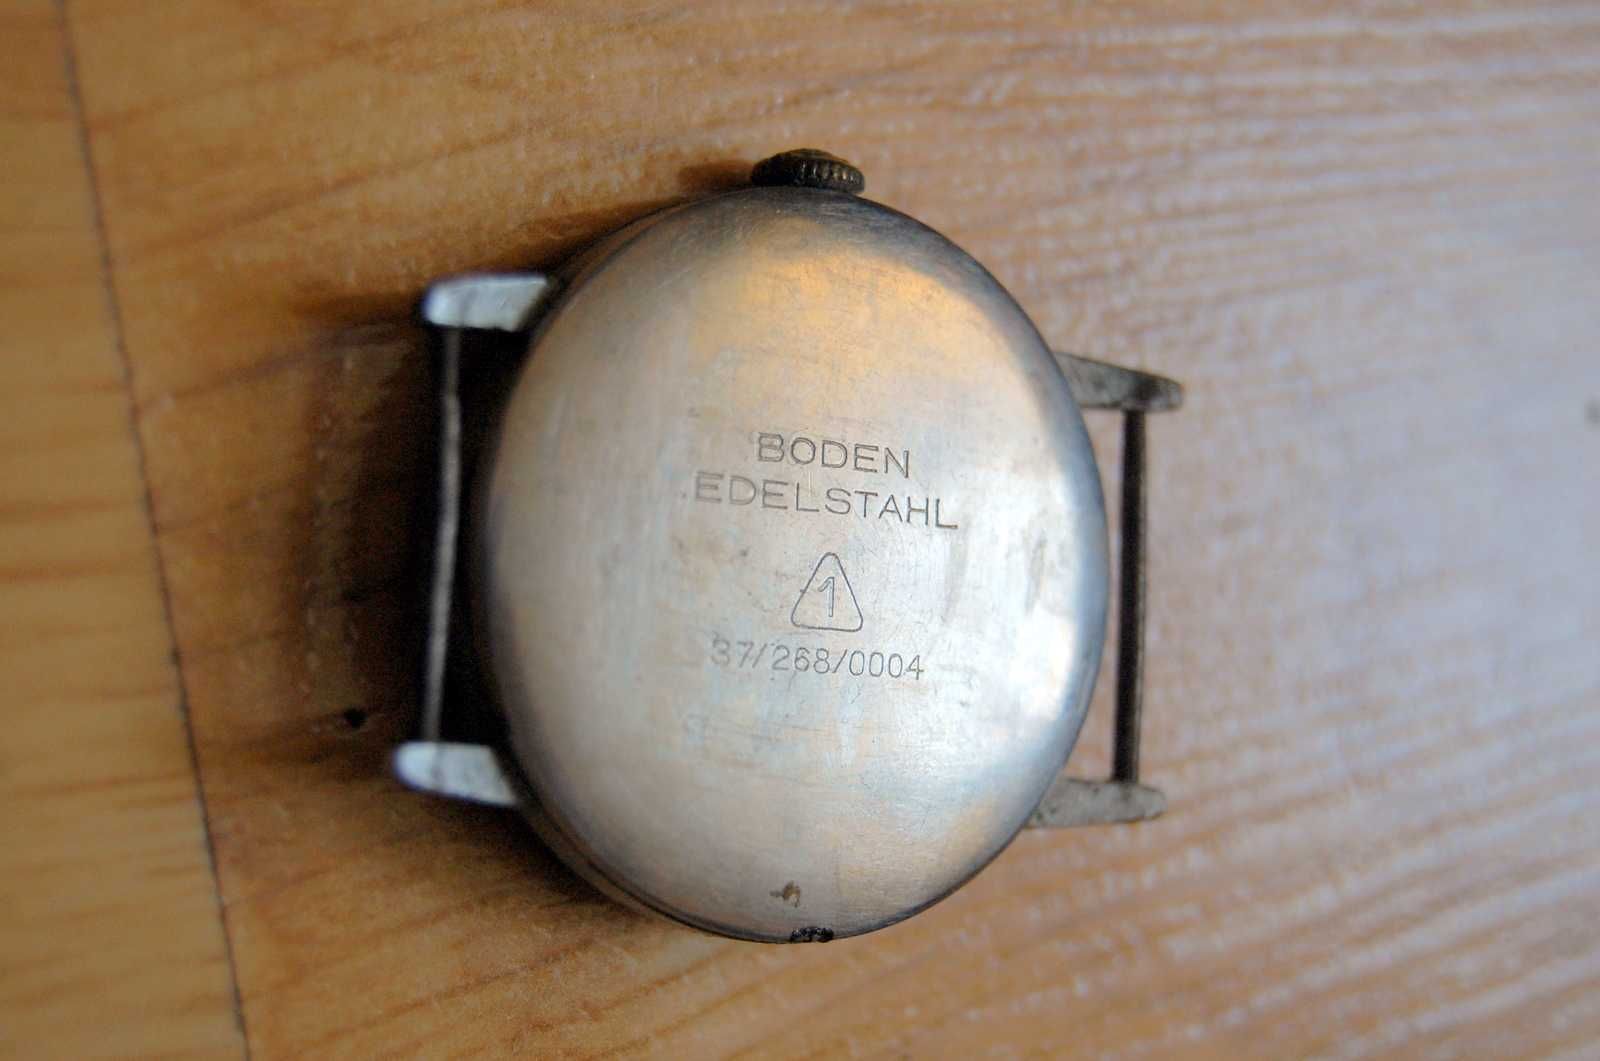 BODEN
EDELSTAHL
1
37/268/0004